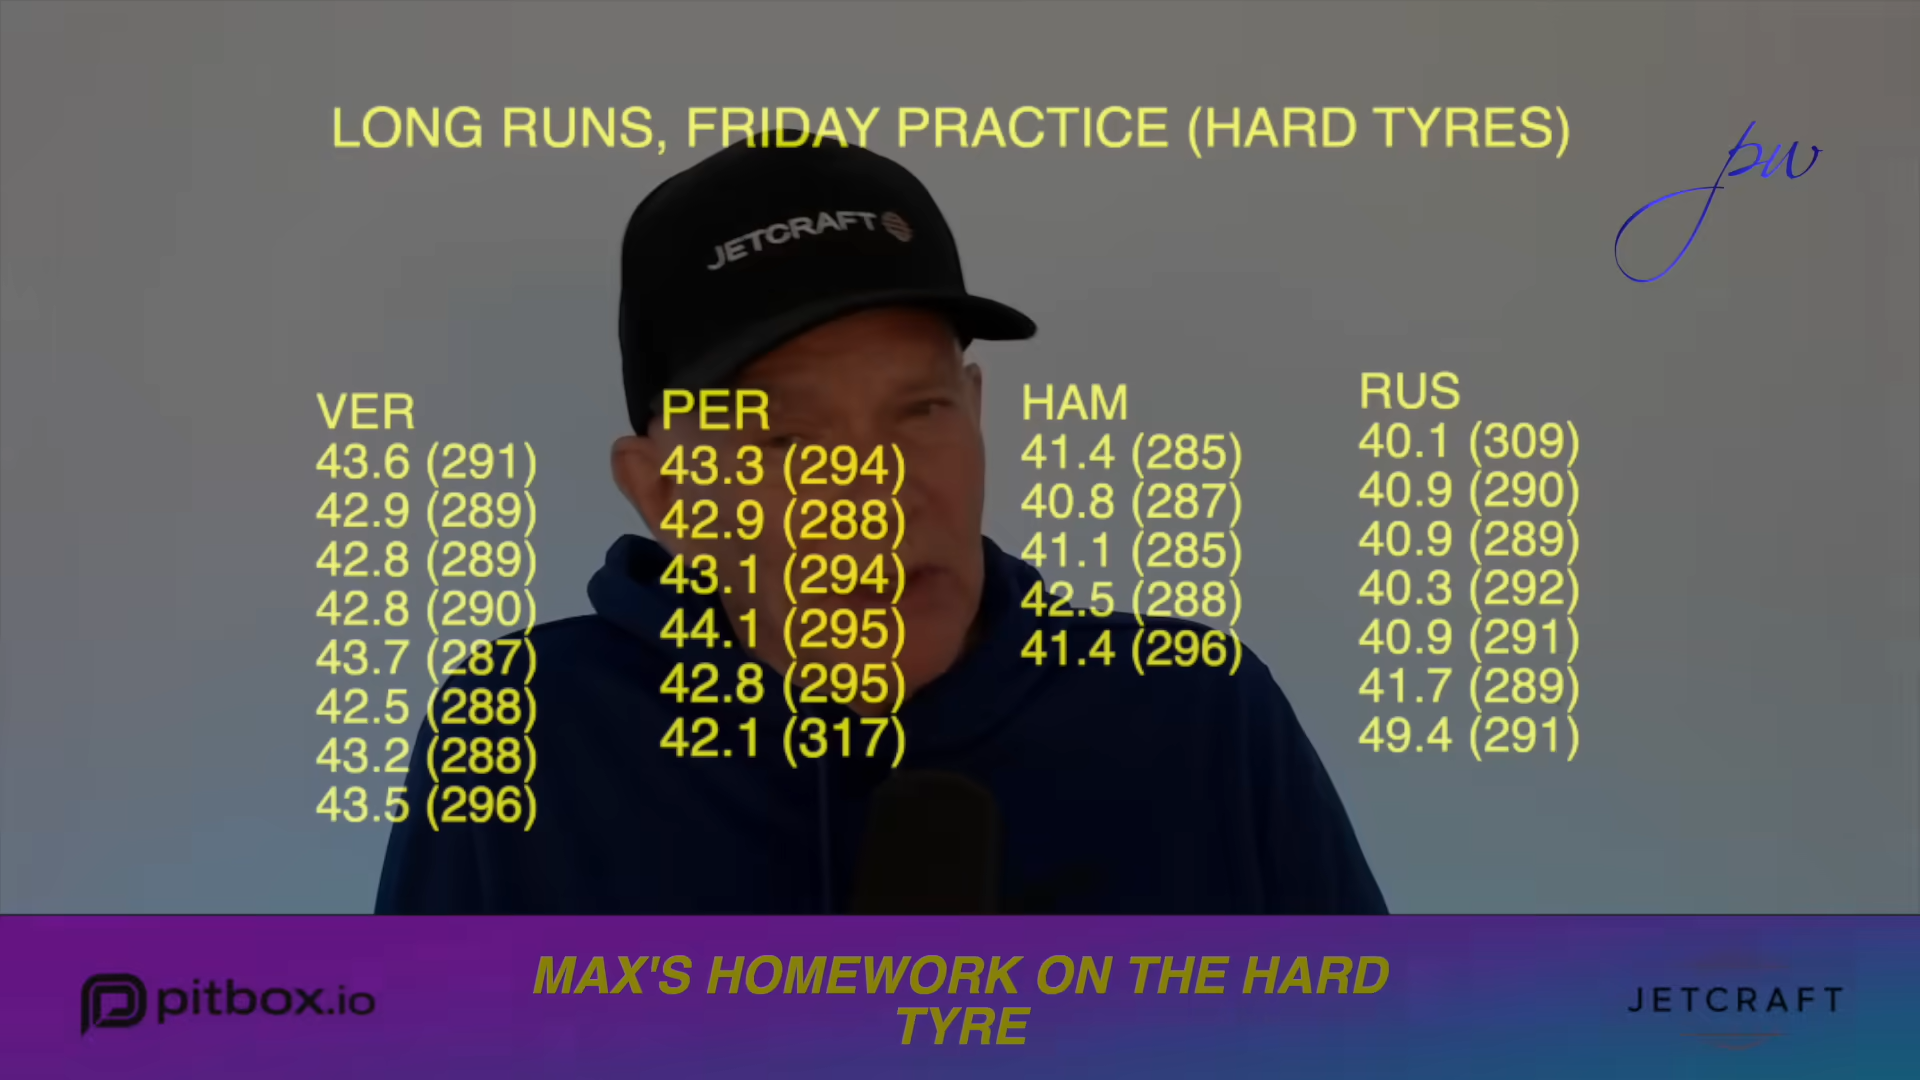 LONG RUNS, FRIDAY PRACTICE (HARD TYRES)
pw
JETCRAFT
VER
43.6 (291)
42.9 (289)
42.8 (289)
42.8 (290)
43.7 (287)
42.5 (288)
43.2 (288)
43.5 (296)
PER
43.3 (294)
42.9 (288)
43.1 (294)
44.1 (295)
42.8 (295)
42.1 (317)
HAM
41.4 (285)
40.8 (287)
41.1 (285)
42.5 (288)
41.4 (296)
RUS
40.1 (309)
40.9 (290)
40.9 (289)
40.3 (292)
40.9 (291)
41.7 (289)
49.4 (291)
pitbox.io
MAX'S HOMEWORK ON THE HARD
TYRE
JETCRAFT